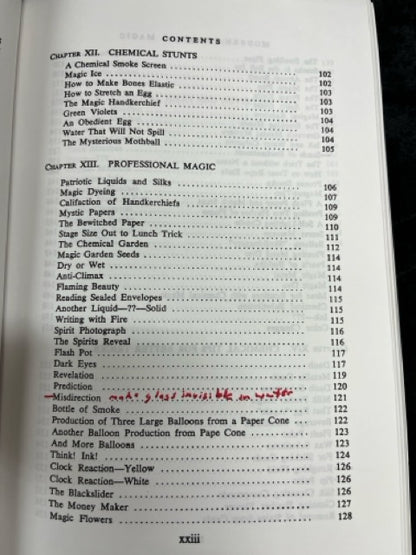 CONTENTS
CHAPTER XII. CHEMICAL STUNTS
A Chemical Smoke Screen
Magic Ice .......... 102
How to Make Bones Elastic .......... 102
How to Stretch an Egg .......... 103
The Magic Handkerchief .......... 103
Green Violets .......... 103
An Obedient Egg .......... 104
Water That Will Not Spill .......... 104
The Mysterious Mothball .......... 104
105
CHAPTER XIII. PROFESSIONAL MAGIC
Patriotic Liquids and Silks .......... 106
Magic Dyeing .......... 107
Califaction of Handkerchiefs .......... 109
Mystic Papers .......... 109
The Bewitched Paper .......... 110
Stage Size Out to Lunch Trick .......... 111
The Chemical Garden .......... 112
Magic Garden Seeds .......... 114
Dry or Wet .......... 114
Anti-Climax .......... 114
Flaming Beauty .......... 114
Reading Sealed Envelopes .......... 115
Another Liquid—??—Solid .......... 115
Writing with Fire .......... 115
Spirit Photograph .......... 116
The Spirits Reveal .......... 116
Flash Pot .......... 117
Dark Eyes .......... 117
Revelation .......... 119
Prediction .......... 120
Misdirection make glass invisible in water 121
Bottle of Smoke .......... 122
Production of Three Large Balloons from a Paper Cone ... 122
Another Balloon Production from Pape Cone .......... 123
And More Balloons .......... 123
Think! Ink! .......... 124
Clock Reaction—Yellow .......... 126
Clock Reaction—White .......... 126
The Blackslider .......... 126
The Money Maker .......... 127
Magic Flowers .......... 128
xxiii